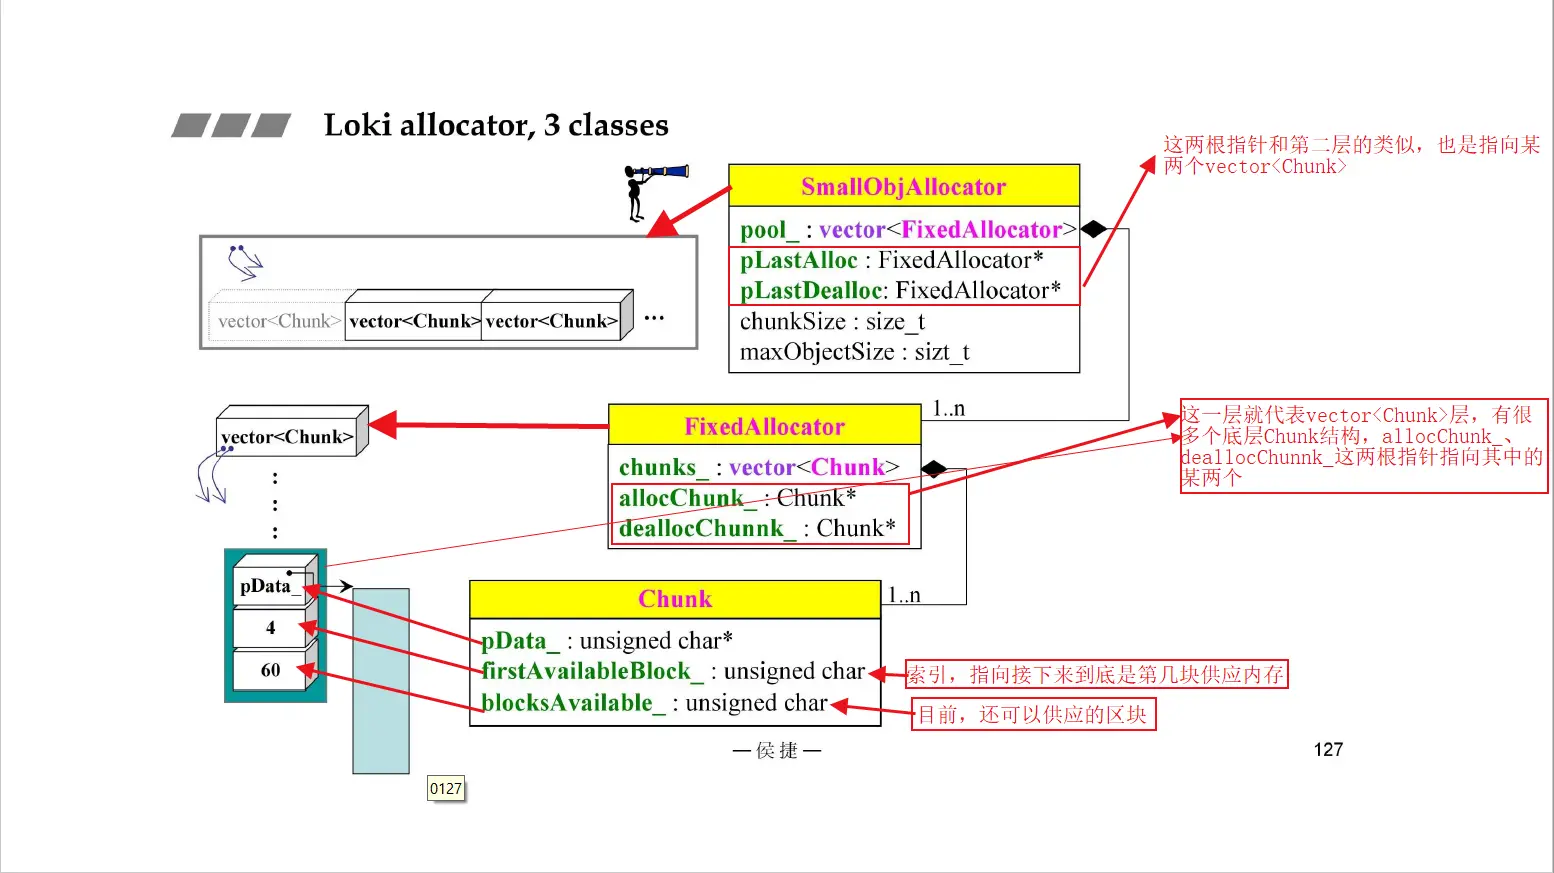 Loki allocator, 3 classes
这两根指针和第二层的类似，也是指向某
两个vector<Chunk>
SmallObjAllocator
pool_ : vector<FixedAllocator>
pLastAlloc : FixedAllocator*
pLastDealloc: FixedAllocator*
chunkSize : size_t
maxObjectSize : sizt_t
vector<Chunk> vector<Chunk> vector<Chunk> ...
1..n
FixedAllocator
chunks_ : vector<Chunk>
allocChunk_ : Chunk*
deallocChunnk_ : Chunk*
这一层就代表vector<Chunk>层，有很
多个底层Chunk结构，allocChunk_、
deallocChunnk_这两根指针指向其中的
某两个
vector<Chunk>
pData_
4
60
1..n
Chunk
pData_ : unsigned char*
firstAvailableBlock_ : unsigned char
blocksAvailable_ : unsigned char
索引，指向接下来到底是第几块供应内存
目前，还可以供应的区块
—侯捷—
127
0127